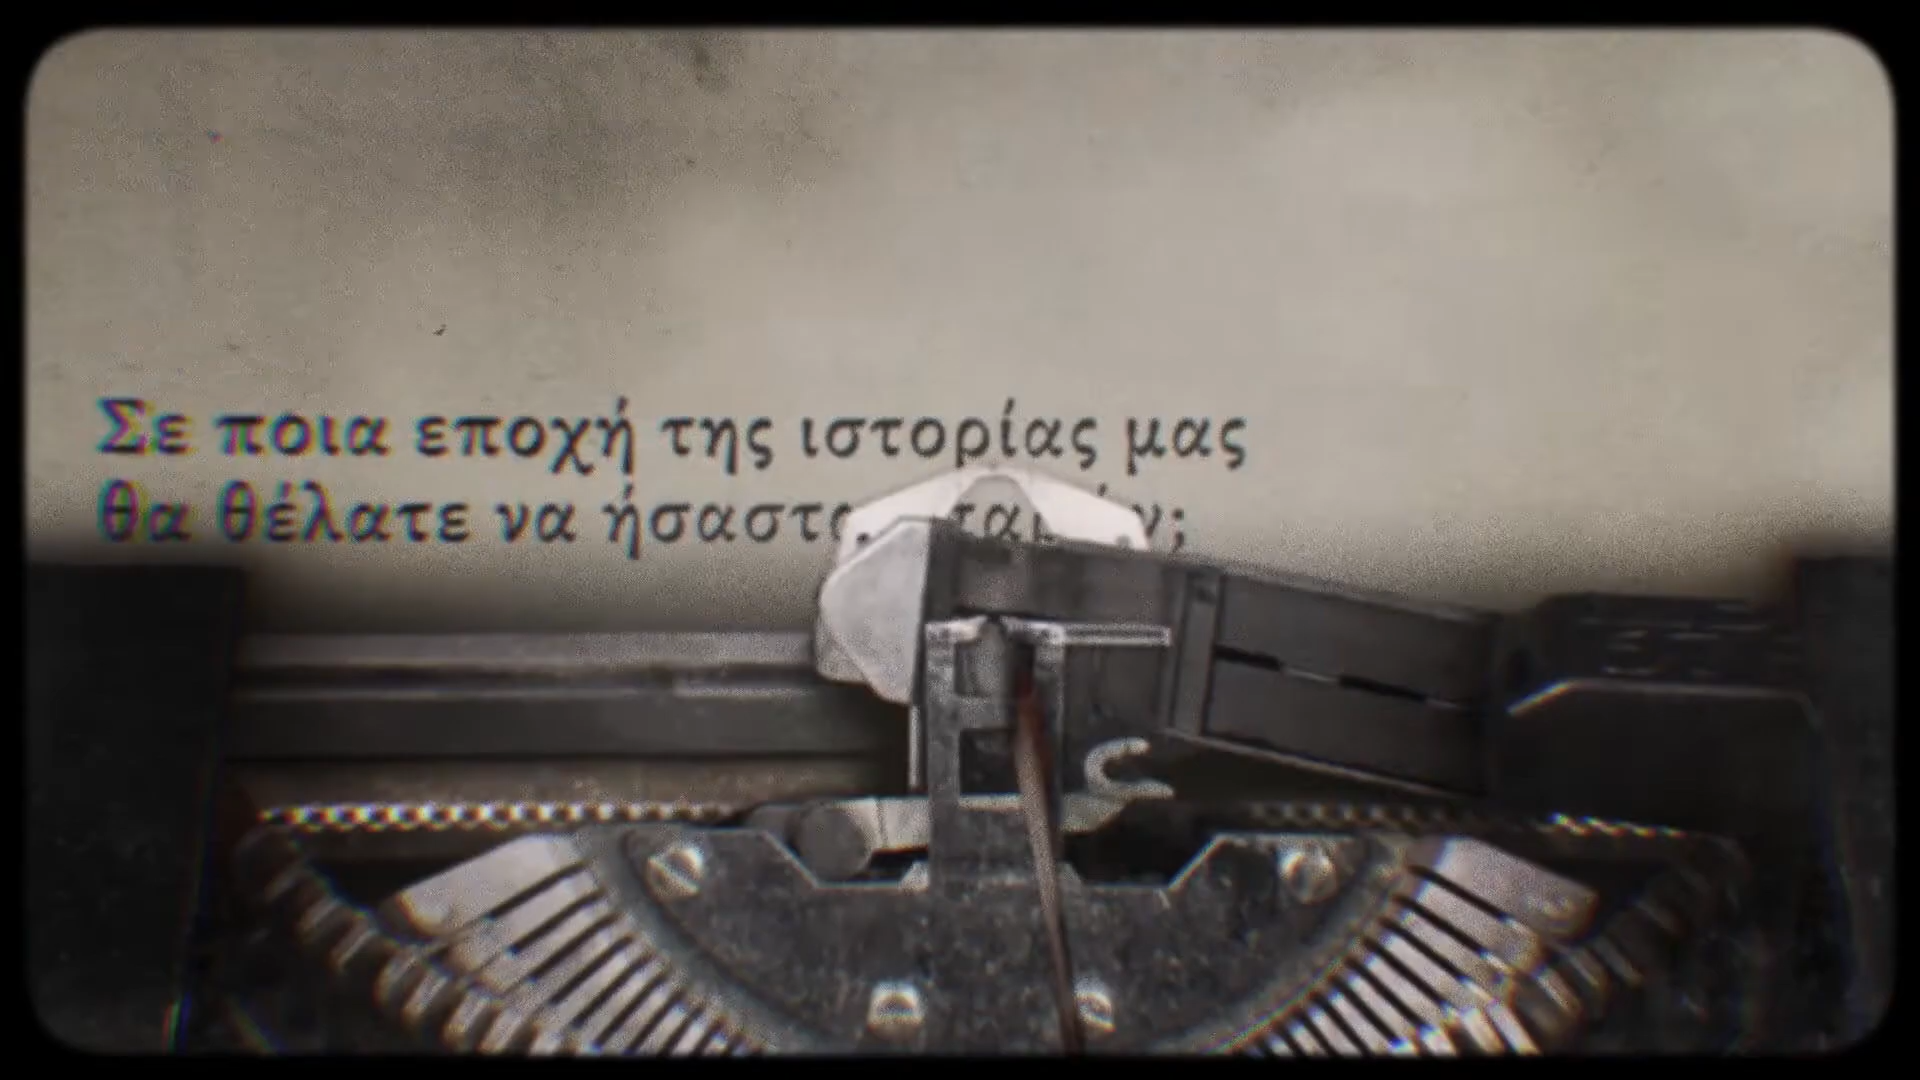 Σε ποια εποχή της ιστορίας μας
θα θέλατε να